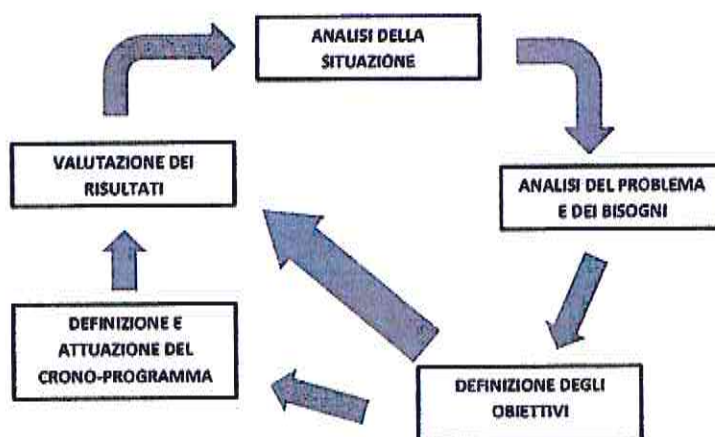 ANALISI DELLA
SITUAZIONE
ANALISI DEL PROBLEMA
E DEI BISOGNI
DEFINIZIONE DEGLI
OBIETTIVI
DEFINIZIONE E
ATTUAZIONE DEL
CRONO-PROGRAMMA
VALUTAZIONE DEI
RISULTATI